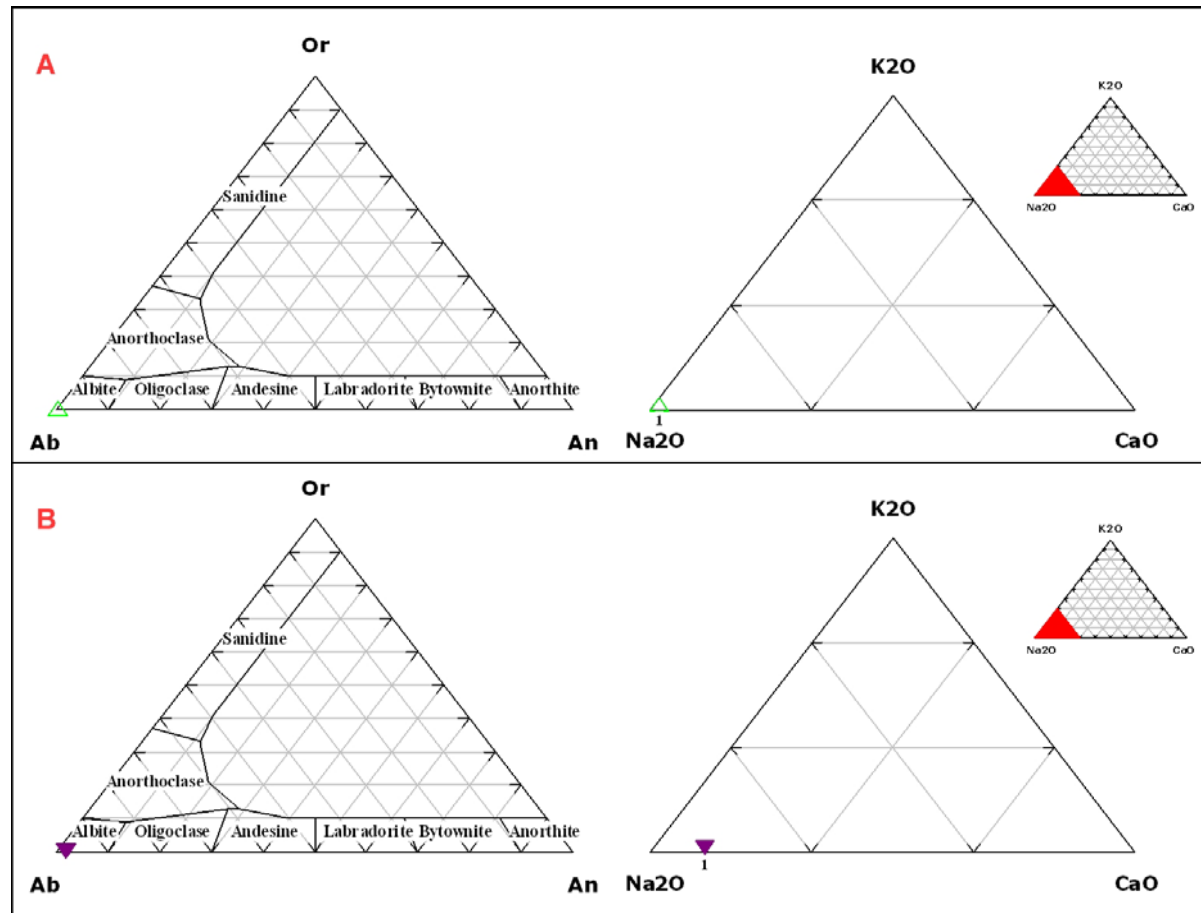 A
Or
Sanidine
Anorthoclase
Albite Oligoclase Andesine Labradorite Bytownite Anorthite
Ab An
K2O
1
Na2O CaO
K2O
Na2O CaO
B
Or
Sanidine
Anorthoclase
Albite Oligoclase Andesine Labradorite Bytownite Anorthite
Ab An
K2O
1
Na2O CaO
K2O
Na2O CaO